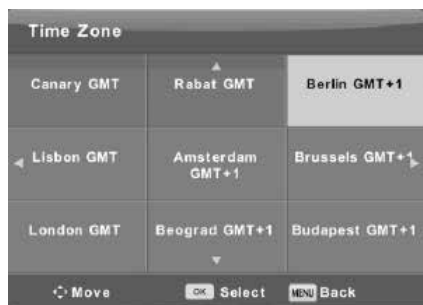 Time Zone
Canary GMT
Rabat GMT
Berlin GMT+1
Lisbon GMT
Amsterdam
GMT+1
Brussels GMT+1
London GMT
Beograd GMT+1
Budapest GMT+1
Move
OK Select
MENU Back